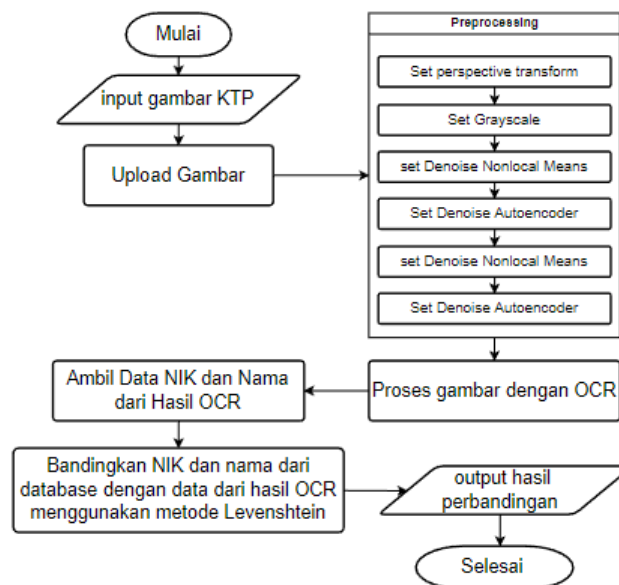 Mulai
input gambar KTP
Upload Gambar
Preprocessing
Set perspective transform
Set Grayscale
set Denoise Nonlocal Means
Set Denoise Autoencoder
set Denoise Nonlocal Means
Set Denoise Autoencoder
Proses gambar dengan OCR
Ambil Data NIK dan Nama
dari Hasil OCR
Bandingkan NIK dan nama dari
database dengan data dari hasil OCR
menggunakan metode Levenshtein
output hasil
perbandingan
Selesai